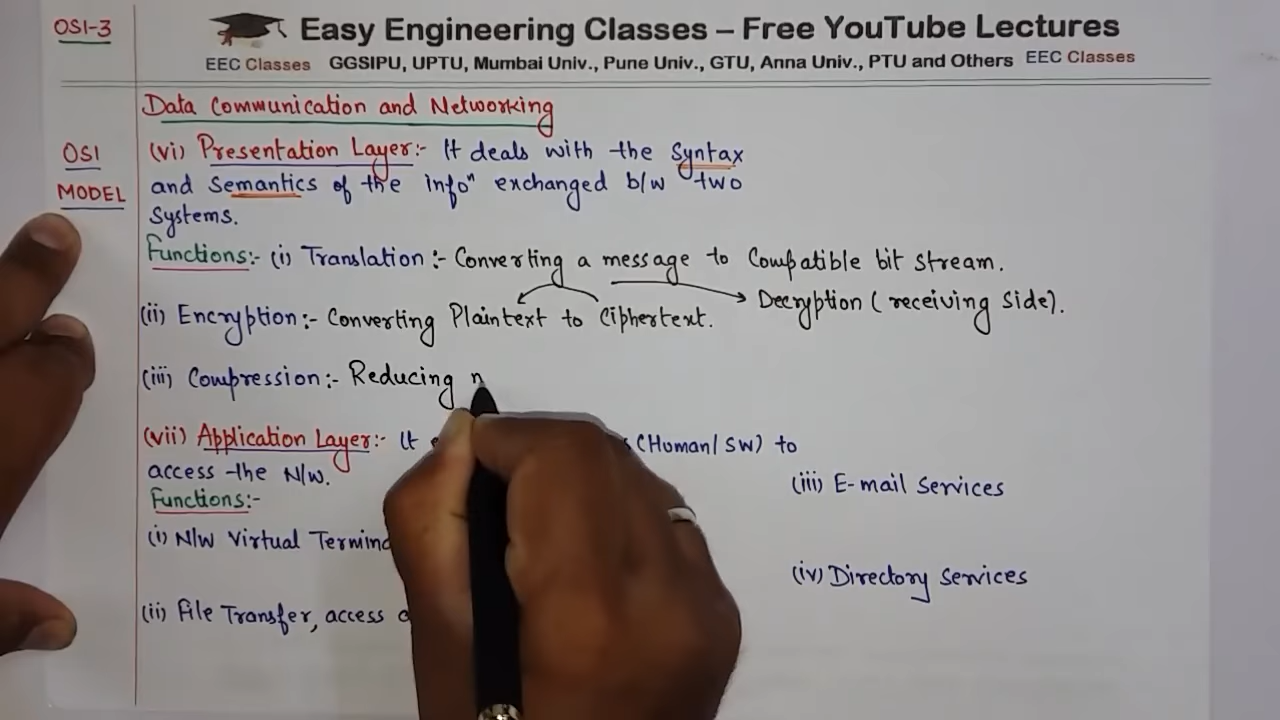 OSI-3
Easy Engineering Classes – Free YouTube Lectures
EEC Classes GGSIPU, UPTU, Mumbai Univ., Pune Univ., GTU, Anna Univ., PTU and Others EEC Classes
Data Communication and Networking
OSI
MODEL
(vi) Presentation Layer:- It deals with the Syntax
and Semantics of the infoⁿ exchanged b/w two
Systems.
Functions:- (i) Translation:- Converting a message to Compatible bit stream.
Decryption (receiving side).
(ii) Encryption:- Converting Plaintext to Ciphertext.
(iii) Compression:- Reducing
(vii) Application Layer:- It (Human/SW) to
access the N/w.
Functions:-
(i) N/W Virtual
(ii) File Transfer, access
(iii) E-mail Services
(iv) Directory Services